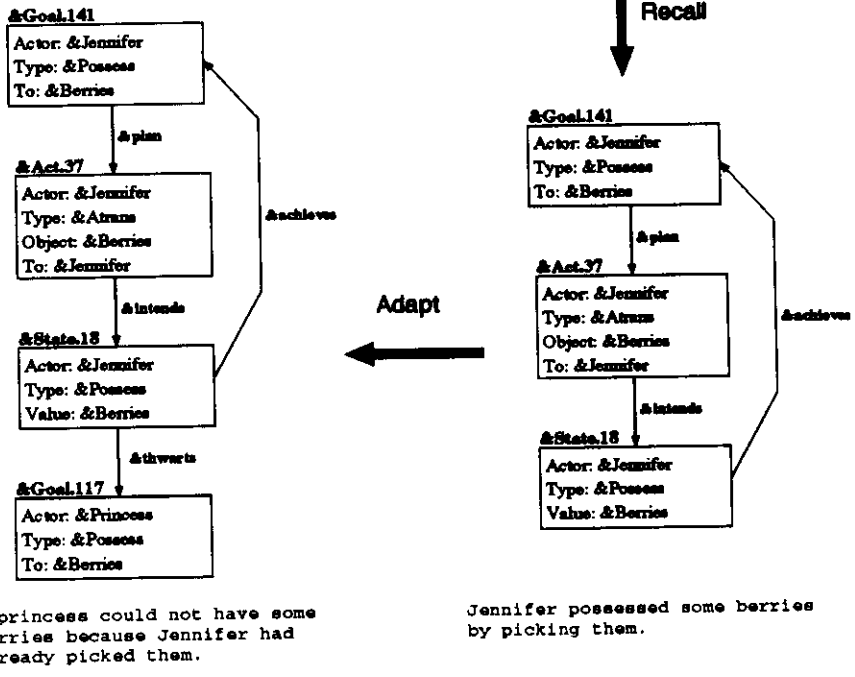 &Goal.141
Actor: &Jennifer
Type: &Possess
To: &Berries
&plan
&Act.37
Actor: &Jennifer
Type: &Atrans
Object: &Berries
To: &Jennifer
&intends
&State.18
Actor: &Jennifer
Type: &Possess
Value: &Berries
&achieves
&thwarts
&Goal.117
Actor: &Princess
Type: &Possess
To: &Berries
princess could not have some
rries because Jennifer had
ready picked them.
Adapt
Recall
&Goal.141
Actor: &Jennifer
Type: &Possess
To: &Berries
&plan
&Act.37
Actor: &Jennifer
Type: &Atrans
Object: &Berries
To: &Jennifer
&intends
&achieves
&State.18
Actor: &Jennifer
Type: &Possess
Value: &Berries
Jennifer possessed some berries
by picking them.